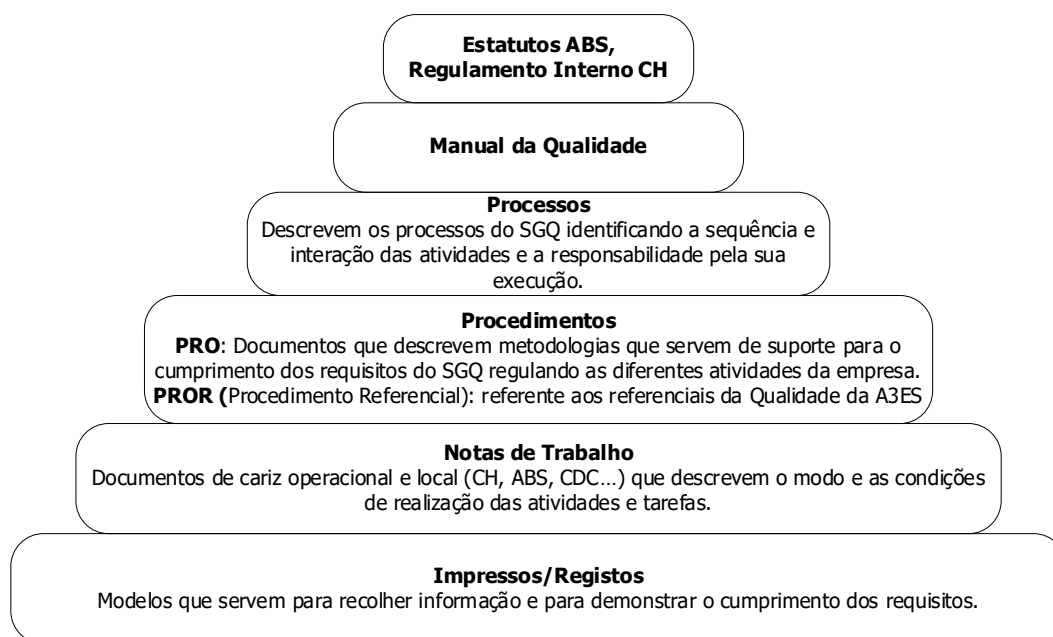 Estatutos ABS,
Regulamento Interno CH
Manual da Qualidade
Processos
Descrevem os processos do SGQ identificando a sequência e
interação das atividades e a responsabilidade pela sua
execução.
Procedimentos
PRO: Documentos que descrevem metodologias que servem de suporte para o
cumprimento dos requisitos do SGQ regulando as diferentes atividades da empresa.
PROR (Procedimento Referencial): referente aos referenciais da Qualidade da A3ES
Notas de Trabalho
Documentos de cariz operacional e local (CH, ABS, CDC…) que descrevem o modo e as condições
de realização das atividades e tarefas.
Impressos/Registos
Modelos que servem para recolher informação e para demonstrar o cumprimento dos requisitos.